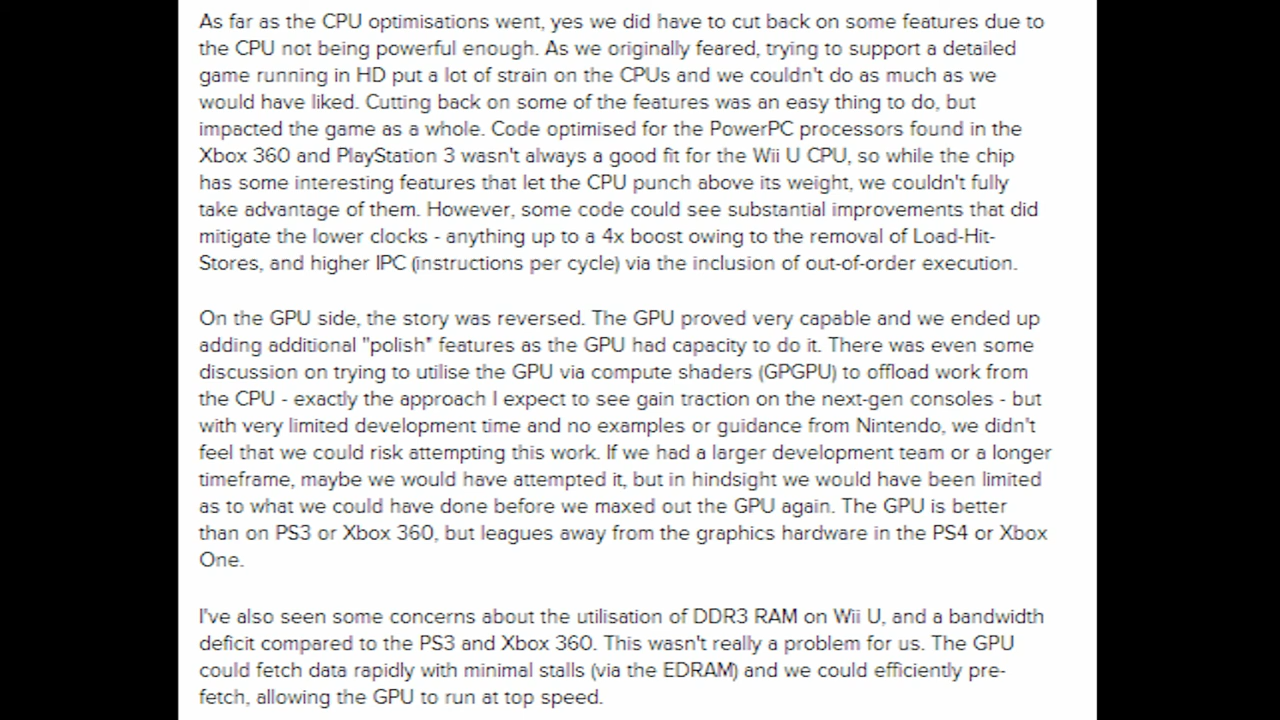 As far as the CPU optimisations went, yes we did have to cut back on some features due to
the CPU not being powerful enough. As we originally feared, trying to support a detailed
game running in HD put a lot of strain on the CPUs and we couldn't do as much as we
would have liked. Cutting back on some of the features was an easy thing to do, but
impacted the game as a whole. Code optimised for the PowerPC processors found in the
Xbox 360 and PlayStation 3 wasn't always a good fit for the Wii U CPU, so while the chip
has some interesting features that let the CPU punch above its weight, we couldn't fully
take advantage of them. However, some code could see substantial improvements that did
mitigate the lower clocks - anything up to a 4x boost owing to the removal of Load-Hit-
Stores, and higher IPC (instructions per cycle) via the inclusion of out-of-order execution.
On the GPU side, the story was reversed. The GPU proved very capable and we ended up
adding additional "polish" features as the GPU had capacity to do it. There was even some
discussion on trying to utilise the GPU via compute shaders (GPGPU) to offload work from
the CPU - exactly the approach I expect to see gain traction on the next-gen consoles - but
with very limited development time and no examples or guidance from Nintendo, we didn't
feel that we could risk attempting this work. If we had a larger development team or a longer
timeframe, maybe we would have attempted it, but in hindsight we would have been limited
as to what we could have done before we maxed out the GPU again. The GPU is better
than on PS3 or Xbox 360, but leagues away from the graphics hardware in the PS4 or Xbox
One.
I've also seen some concerns about the utilisation of DDR3 RAM on Wii U, and a bandwidth
deficit compared to the PS3 and Xbox 360. This wasn't really a problem for us. The GPU
could fetch data rapidly with minimal stalls (via the EDRAM) and we could efficiently pre-
fetch, allowing the GPU to run at top speed.